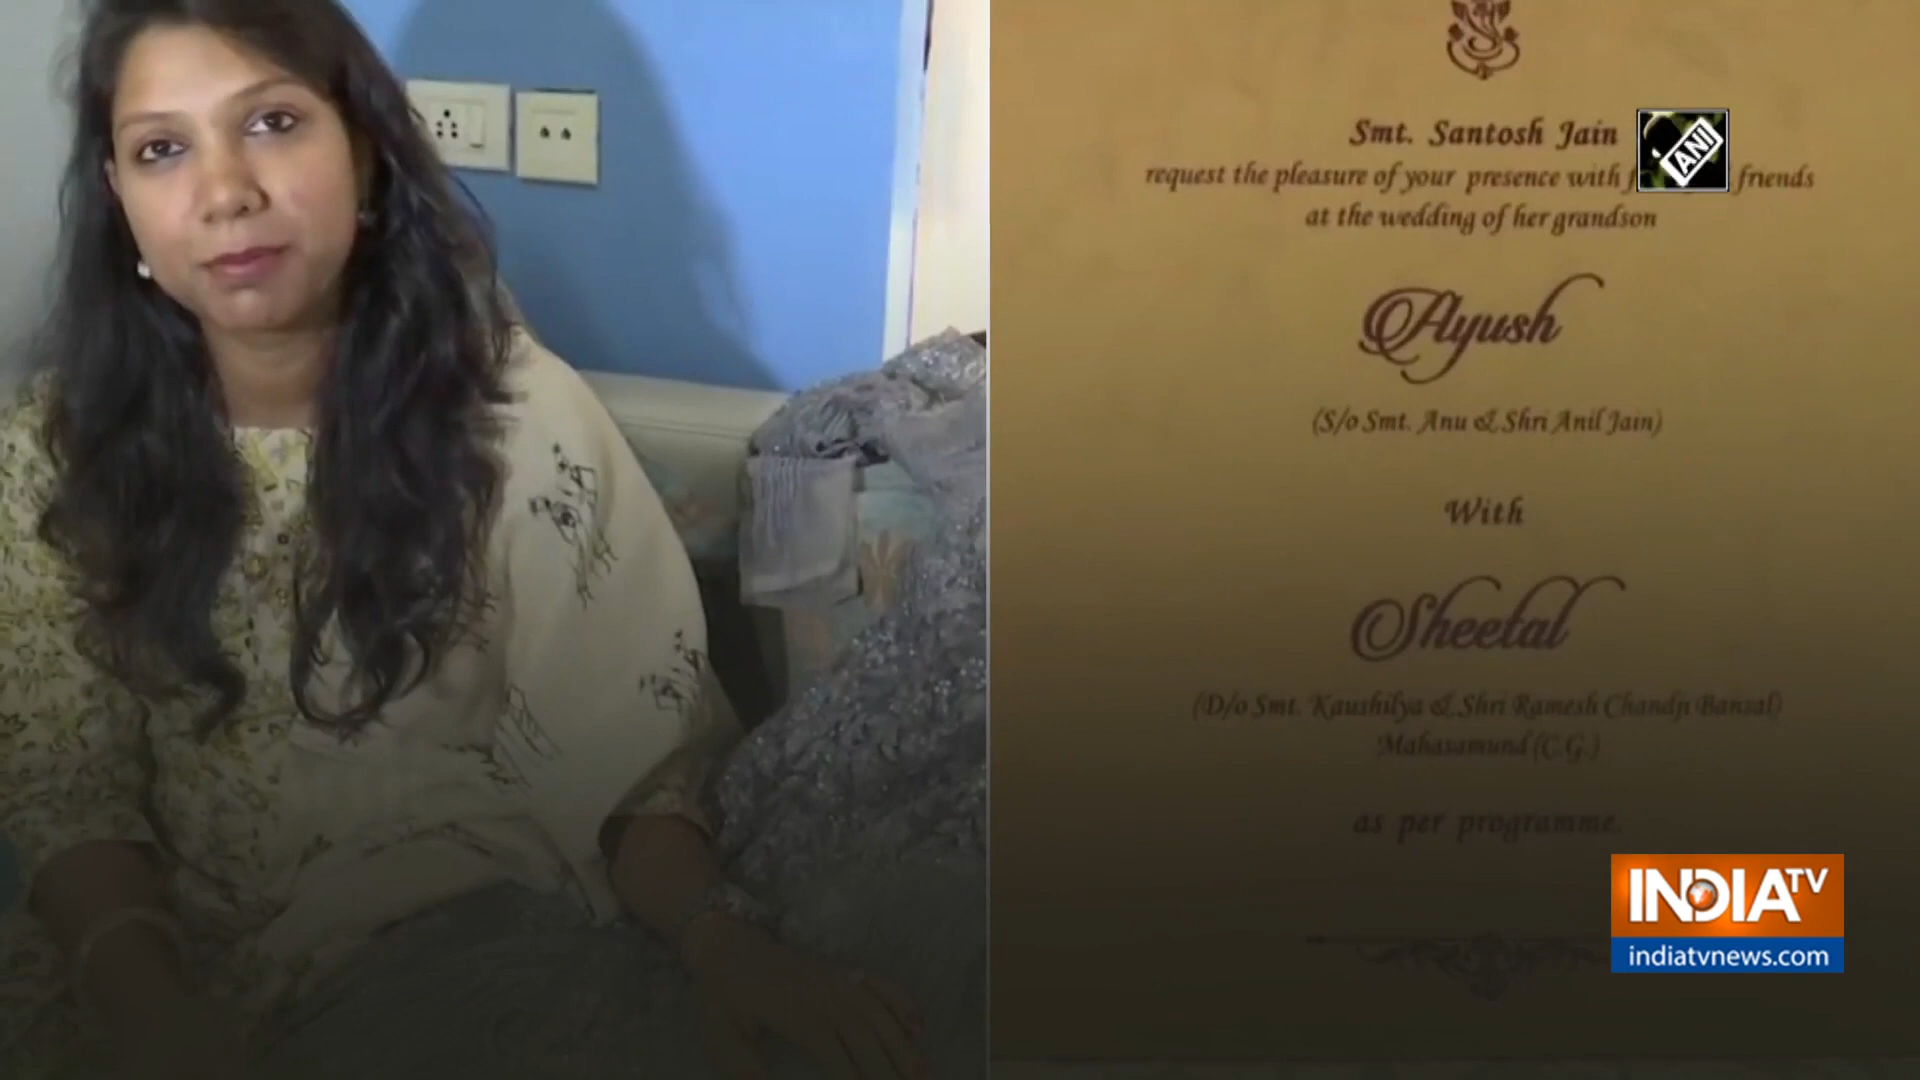 Smt. Santosh Jain
ANI
request the pleasure of your presence with friends
at the wedding of her grandson
Ayush
(S/o Smt. Anu & Shri Anil Jain)
With
Sheetal
(D/o Smt. Kaushilya & Shri Ramesh Chandji Bansal)
Mahasamund (C.G.)
as per programme.
INDIA TV
indiatvnews.com